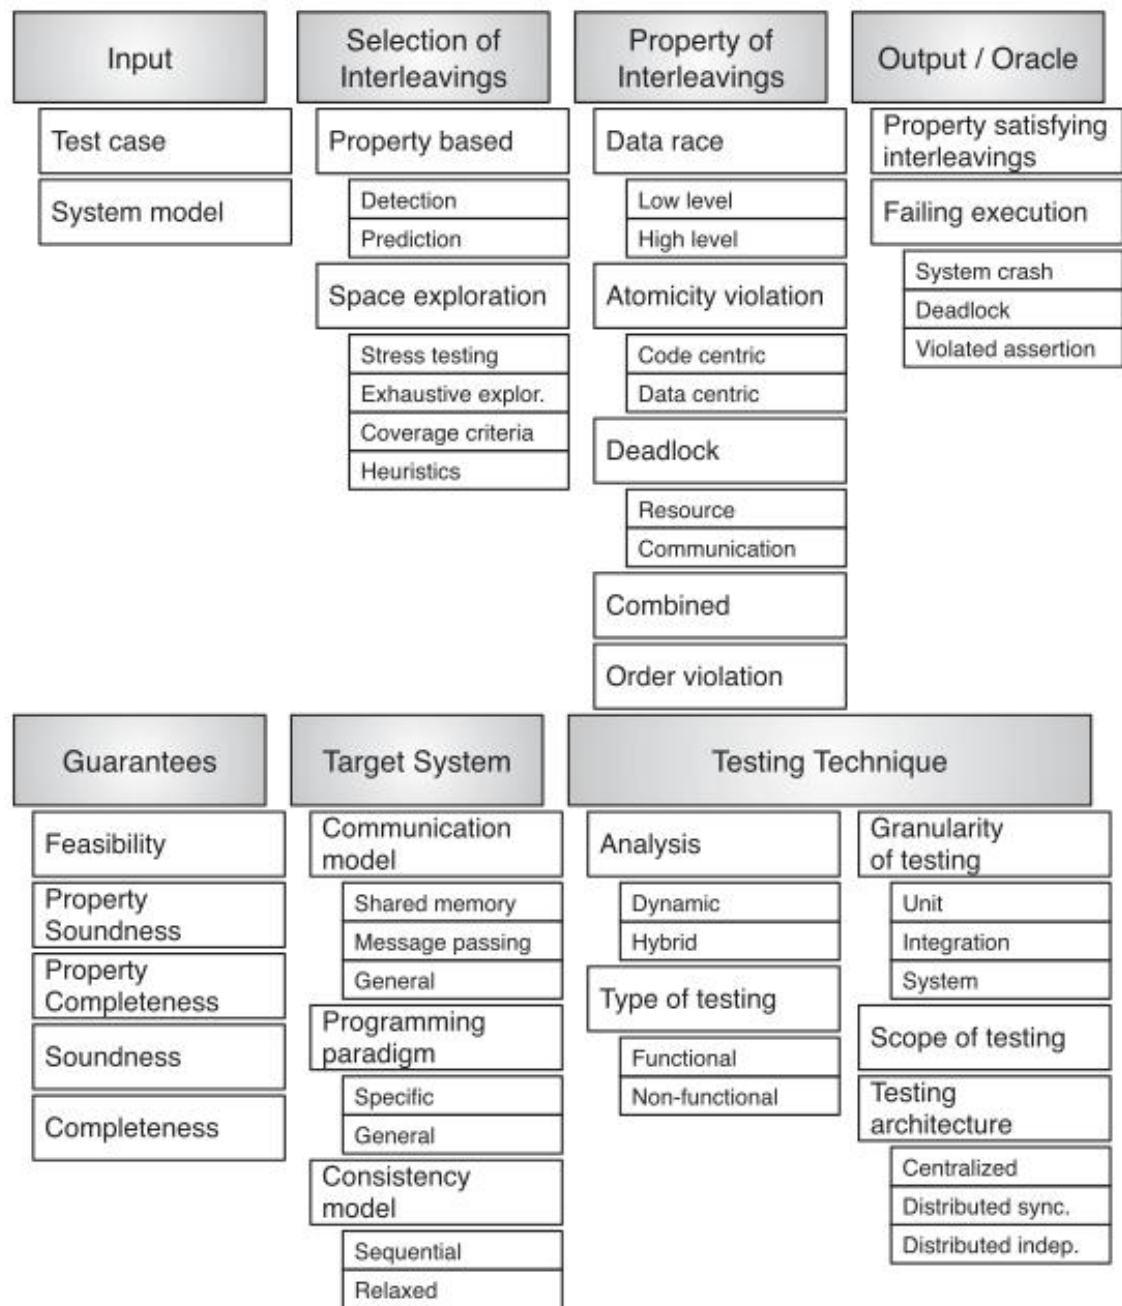 Input
Test case
System model
Selection of
Interleavings
Property based
Detection
Prediction
Space exploration
Stress testing
Exhaustive explor.
Coverage criteria
Heuristics
Property of
Interleavings
Data race
Low level
High level
Atomicity violation
Code centric
Data centric
Deadlock
Resource
Communication
Combined
Order violation
Output / Oracle
Property satisfying
interleavings
Failing execution
System crash
Deadlock
Violated assertion
Guarantees
Feasibility
Property
Soundness
Property
Completeness
Soundness
Completeness
Target System
Communication
model
Shared memory
Message passing
General
Programming
paradigm
Specific
General
Consistency
model
Sequential
Relaxed
Testing Technique
Analysis
Dynamic
Hybrid
Type of testing
Functional
Non-functional
Granularity
of testing
Unit
Integration
System
Scope of testing
Testing
architecture
Centralized
Distributed sync.
Distributed indep.